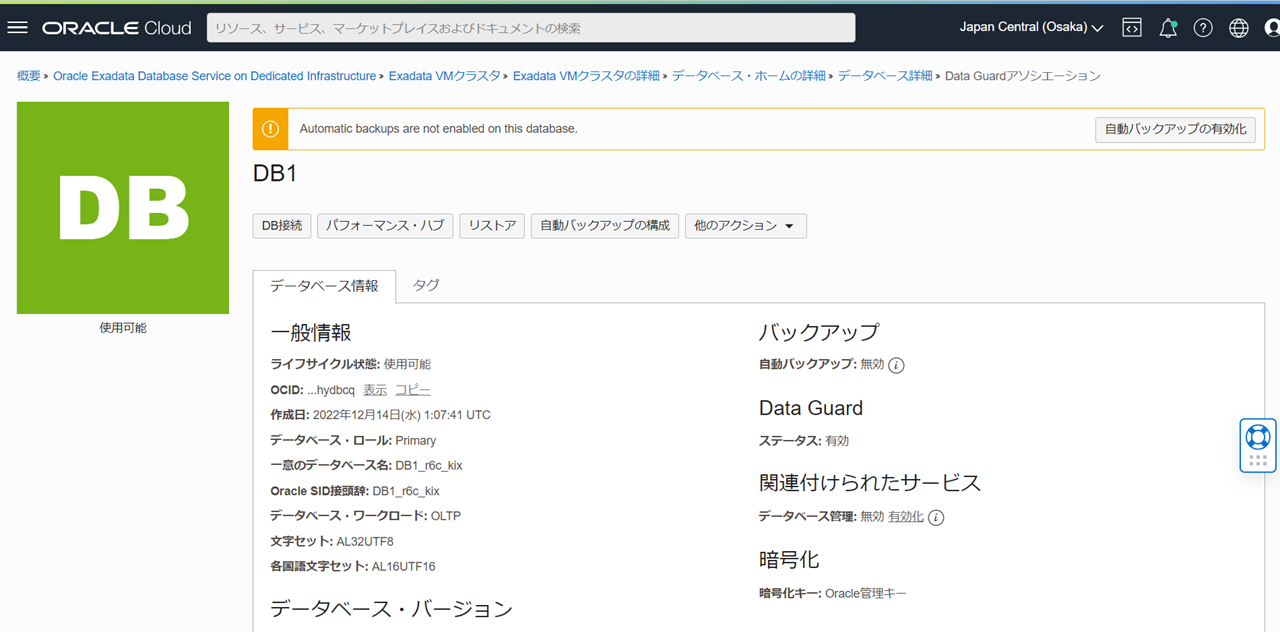 ORACLE Cloud
リソース、サービス、マーケットプレイスおよびドキュメントの検索
Japan Central (Osaka)
概要 » Oracle Exadata Database Service on Dedicated Infrastructure » Exadata VMクラスタ » Exadata VMクラスタの詳細 » データベース・ホームの詳細 » データベース詳細 » Data Guardアソシエーション
DB
使用可能
Automatic backups are not enabled on this database.
自動バックアップの有効化
DB1
DB接続
パフォーマンス・ハブ
リストア
自動バックアップの構成
他のアクション
データベース情報
タグ
一般情報
ライフサイクル状態: 使用可能
OCID: ...hydbcq 表示 コピー
作成日: 2022年12月14日(水) 1:07:41 UTC
データベース・ロール: Primary
一意のデータベース名: DB1_r6c_kix
Oracle SID接頭辞: DB1_r6c_kix
データベース・ワークロード: OLTP
文字セット: AL32UTF8
各国語文字セット: AL16UTF16
データベース・バージョン
バックアップ
自動バックアップ: 無効
Data Guard
ステータス: 有効
関連付けられたサービス
データベース管理: 無効 有効化
暗号化
暗号化キー: Oracle管理キー